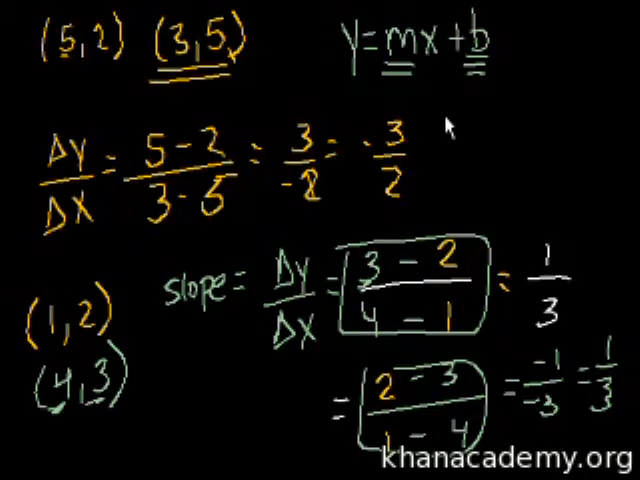 (5,2) (3,5) y = mx + b
Δy/Δx = 5 - 2/3 - 5 = 3/-2 = -3/2
slope = Δy/Δx = 3 - 2/4 - 1 = 1/3
(1,2)
(4,3)
= 2 - 3/1 - 4 = -1/-3 = 1/3
khanacademy.org